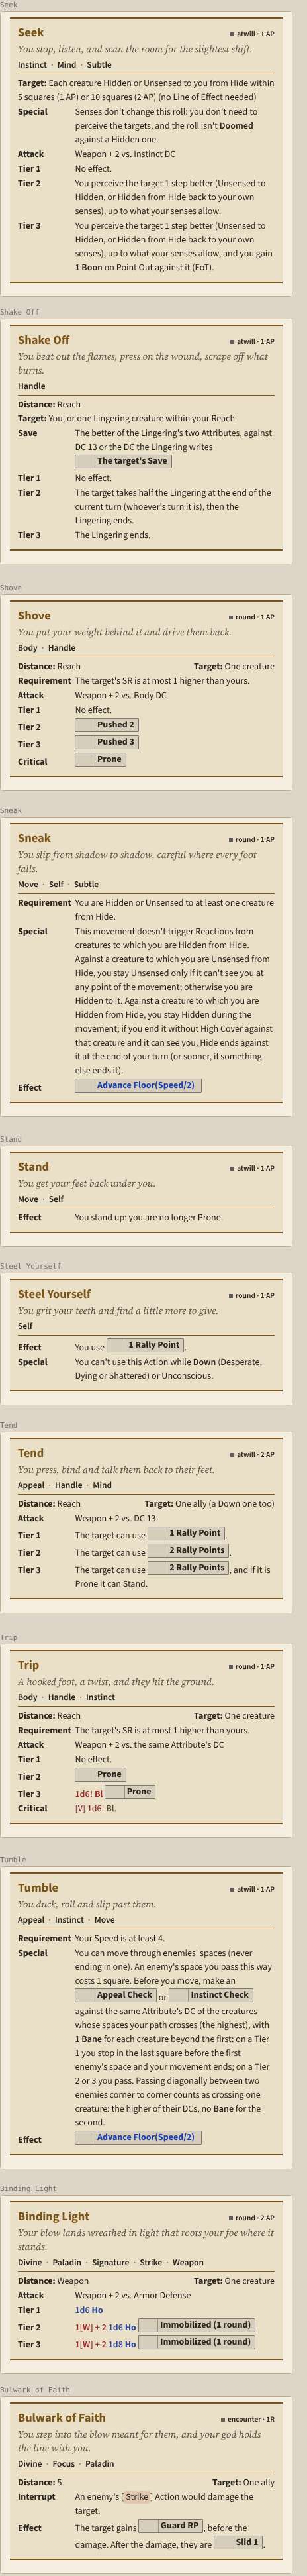 Seek
Seek
■ atwill · 1 AP
You stop, listen, and scan the room for the slightest shift.
Instinct · Mind · Subtle
Target: Each creature Hidden or Unsensed to you from Hide within
5 squares (1 AP) or 10 squares (2 AP) (no Line of Effect needed)
Special Senses don't change this roll: you don't need to
perceive the targets, and the roll isn't Doomed
against a Hidden one.
Attack Weapon + 2 vs. Instinct DC
Tier 1 No effect.
Tier 2 You perceive the target 1 step better (Unsensed to
Hidden, or Hidden from Hide back to your own
senses), up to what your senses allow.
Tier 3 You perceive the target 1 step better (Unsensed to
Hidden, or Hidden from Hide back to your own
senses), up to what your senses allow, and you gain
1 Boon on Point Out against it (EoT).
Shake Off
Shake Off
■ atwill · 1 AP
You beat out the flames, press on the wound, scrape off what
burns.
Handle
Distance: Reach
Target: You, or one Lingering creature within your Reach
Save The better of the Lingering's two Attributes, against
DC 13 or the DC the Lingering writes
The target's Save
Tier 1 No effect.
Tier 2 The target takes half the Lingering at the end of the
current turn (whoever's turn it is), then the
Lingering ends.
Tier 3 The Lingering ends.
Shove
Shove
■ round · 1 AP
You put your weight behind it and drive them back.
Body · Handle
Distance: Reach Target: One creature
Requirement The target's SR is at most 1 higher than yours.
Attack Weapon + 2 vs. Body DC
Tier 1 No effect.
Tier 2 Pushed 2
Tier 3 Pushed 3
Critical Prone
Sneak
Sneak
■ round · 1 AP
You slip from shadow to shadow, careful where every foot
falls.
Move · Self · Subtle
Requirement You are Hidden or Unsensed to at least one creature
from Hide.
Special This movement doesn't trigger Reactions from
creatures to which you are Hidden from Hide.
Against a creature to which you are Unsensed from
Hide, you stay Unsensed only if it can't see you at
any point of the movement; otherwise you are
Hidden to it. Against a creature to which you are
Hidden from Hide, you stay Hidden during the
movement; if you end it without High Cover against
that creature and it can see you, Hide ends against
it at the end of your turn (or sooner, if something
else ends it).
Effect Advance Floor(Speed/2)
Stand
Stand
■ atwill · 1 AP
You get your feet back under you.
Move · Self
Effect You stand up: you are no longer Prone.
Steel Yourself
Steel Yourself
■ round · 1 AP
You grit your teeth and find a little more to give.
Self
Effect You use 1 Rally Point.
Special You can't use this Action while Down (Desperate,
Dying or Shattered) or Unconscious.
Tend
Tend
■ atwill · 2 AP
You press, bind and talk them back to their feet.
Appeal · Handle · Mind
Distance: Reach Target: One ally (a Down one too)
Attack Weapon + 2 vs. DC 13
Tier 1 The target can use 1 Rally Point.
Tier 2 The target can use 2 Rally Points.
Tier 3 The target can use 2 Rally Points, and if it is
Prone it can Stand.
Trip
Trip
■ round · 1 AP
A hooked foot, a twist, and they hit the ground.
Body · Handle · Instinct
Distance: Reach Target: One creature
Requirement The target's SR is at most 1 higher than yours.
Attack Weapon + 2 vs. the same Attribute's DC
Tier 1 No effect.
Tier 2 Prone
Tier 3 1d6! Bl Prone
Critical [V] 1d6! Bl.
Tumble
Tumble
■ round · 1 AP
You duck, roll and slip past them.
Appeal · Instinct · Move
Requirement Your Speed is at least 4.
Special You can move through enemies' spaces (never
ending in one). An enemy's space you pass this way
costs 1 square. Before you move, make an
Appeal Check or Instinct Check
against the same Attribute's DC of the creatures
whose spaces your path crosses (the highest), with
1 Bane for each creature beyond the first: on a Tier
1 you stop in the last square before the first
enemy's space and your movement ends; on a Tier
2 or 3 you pass. Passing diagonally between two
enemies corner to corner counts as crossing one
creature: the higher of their DCs, no Bane for the
second.
Effect Advance Floor(Speed/2)
Binding Light
Binding Light
■ round · 2 AP
Your blow lands wreathed in light that roots your foe where it
stands.
Divine · Paladin · Signature · Strike · Weapon
Distance: Weapon Target: One creature
Attack Weapon + 2 vs. Armor Defense
Tier 1 1d6 Ho
Tier 2 1[W] + 2 1d6 Ho Immobilized (1 round)
Tier 3 1[W] + 2 1d8 Ho Immobilized (1 round)
Bulwark of Faith
Bulwark of Faith
■ encounter · 1R
You step into the blow meant for them, and your god holds
the line with you.
Divine · Focus · Paladin
Distance: 5 Target: One ally
Interrupt An enemy's [ Strike ] Action would damage the
target.
Effect The target gains Guard RP, before the
damage. After the damage, they are Slid 1.